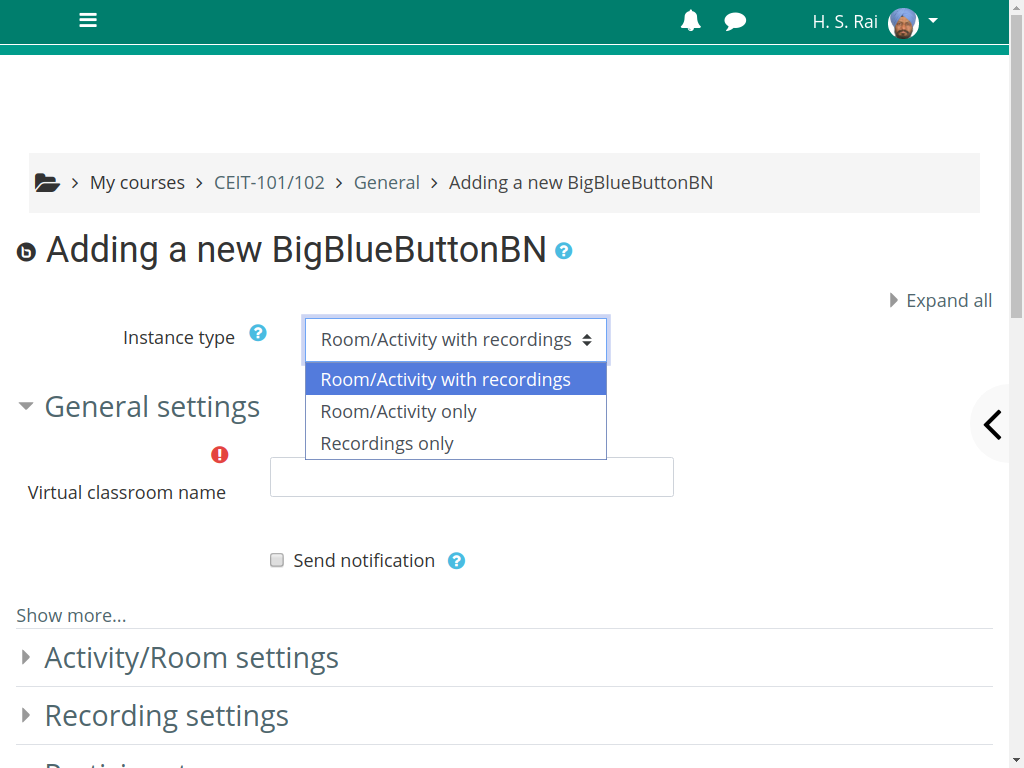 H. S. Rai
My courses CEIT-101/102 General Adding a new BigBlueButtonBN
Adding a new BigBlueButtonBN
Expand all
Instance type
Room/Activity with recordings
Room/Activity with recordings
Room/Activity only
Recordings only
General settings
Virtual classroom name
Send notification
Show more...
Activity/Room settings
Recording settings